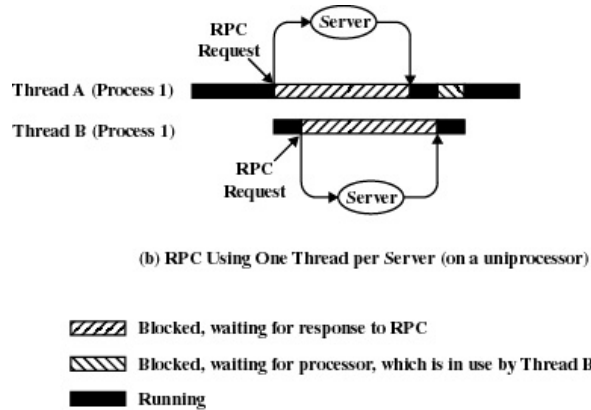 RPC
Request
Server
Thread A (Process 1)
Thread B (Process 1)
RPC
Request
Server
(b) RPC Using One Thread per Server (on a uniprocessor)
Blocked, waiting for response to RPC
Blocked, waiting for processor, which is in use by Thread B
Running